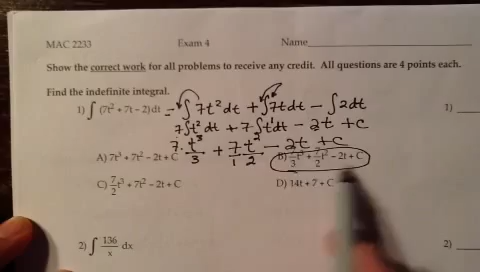 MAC 2233 Exam 4 Name
Show the correct work for all problems to receive any credit. All questions are 4 points each.
Find the indefinite integral.
1) ∫ (7t² + 7t - 2) dt = ∫7t² dt + ∫7t dt - ∫2dt 1)
7∫t² dt + 7∫t¹dt - 2t + C
7·t³/3 + 7/1 t²/2 - 2t + C
A) 7t³ + 7t² - 2t + C B) 7/3 t³ + 7/2 t² - 2t + C
C) 7/2 t³ + 7t² - 2t + C D) 14t + 7 + C
2) ∫ 136/x dx 2)